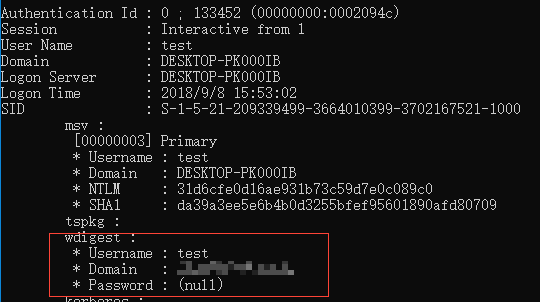 Authentication Id : 0 ; 133452 (00000000:0002094c)
Session : Interactive from 1
User Name : test
Domain : DESKTOP-PK000IB
Logon Server : DESKTOP-PK000IB
Logon Time : 2018/9/8 15:53:02
SID : S-1-5-21-209339499-3664010399-3702167521-1000
msv :
[00000003] Primary
* Username : test
* Domain : DESKTOP-PK000IB
* NTLM : 31d6cfe0d16ae931b73c59d7e0c089c0
* SHA1 : da39a3ee5e6b4b0d3255bfef95601890afd80709
tspkg :
wdigest :
* Username : test
* Domain :
* Password : (null)
kerberos :